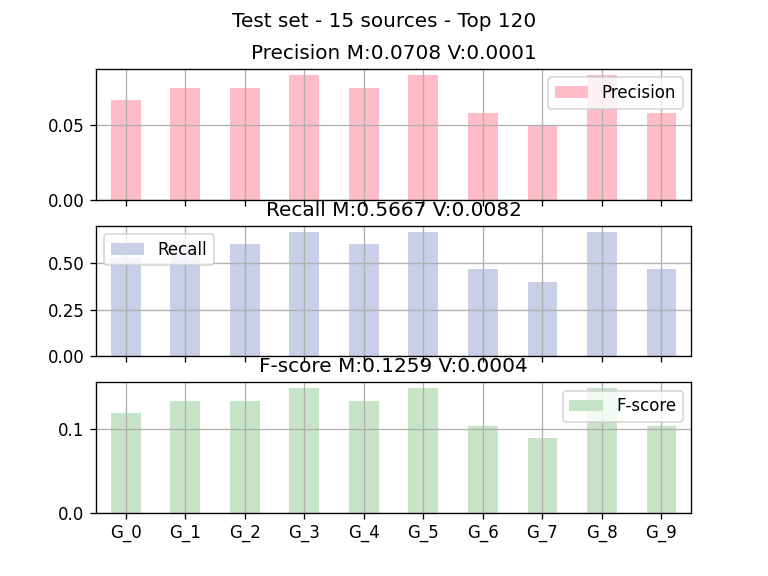 Test set - 15 sources - Top 120
Precision M:0.0708 V:0.0001
Precision
0.05
0.00
Recall M:0.5667 V:0.0082
Recall
0.50
0.25
0.00
F-score M:0.1259 V:0.0004
F-score
0.1
0.0
G_0 G_1 G_2 G_3 G_4 G_5 G_6 G_7 G_8 G_9